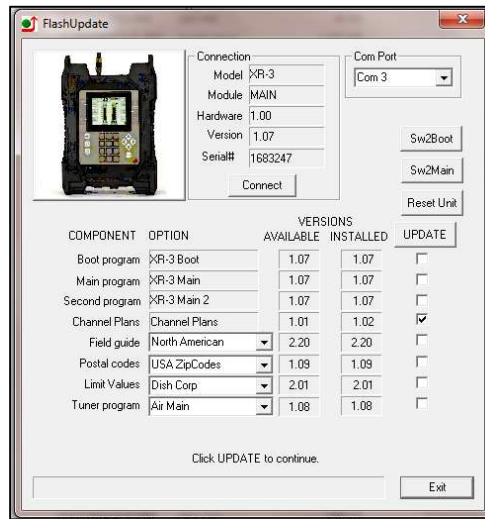 FlashUpdate
Connection
Com Port
Model XR-3
Com 3
Module MAIN
Hardware 1.00
Version 1.07
Sw2Boot
Serial# 1683247
Sw2Main
Connect
Reset Unit
VERSIONS
COMPONENT OPTION AVAILABLE INSTALLED UPDATE
Boot program XR-3 Boot 1.07 1.07
Main program XR-3 Main 1.07 1.07
Second program XR-3 Main 2 1.07 1.07
Channel Plans Channel Plans 1.01 1.02
Field guide North American 2.20 2.20
Postal codes USA ZipCodes 1.09 1.09
Limit Values Dish Corp 2.01 2.01
Tuner program Air Main 1.08 1.08
Click UPDATE to continue.
Exit